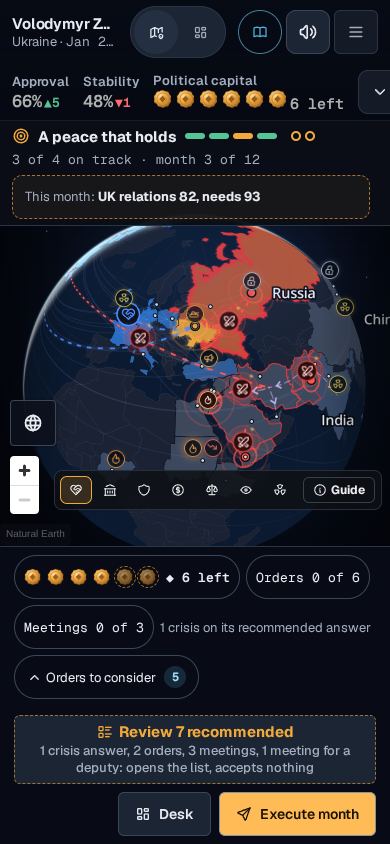 Volodymyr Z...
Ukraine · Jan 2...
Approval
66%▲5
Stability
48%▼1
Political capital
6 left
A peace that holds
3 of 4 on track · month 3 of 12
This month: UK relations 82, needs 93
Russia
Chin
India
+
−
Guide
Natural Earth
◆ 6 left
Orders 0 of 6
Meetings 0 of 3
1 crisis on its recommended answer
Orders to consider 5
Review 7 recommended
1 crisis answer, 2 orders, 3 meetings, 1 meeting for a
deputy: opens the list, accepts nothing
Desk
Execute month